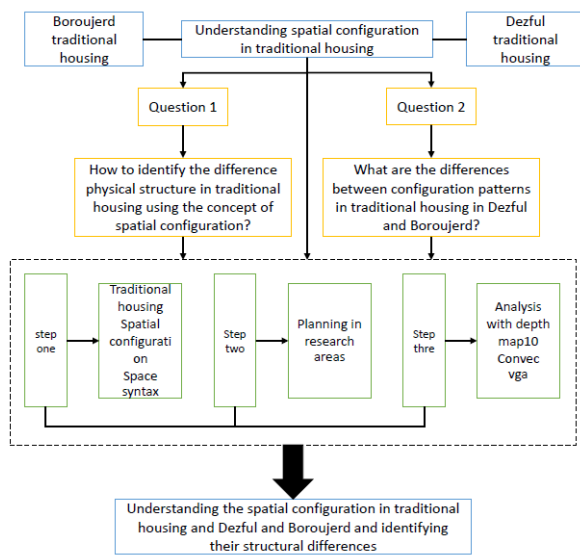 Boroujerd
traditional
housing
Understanding spatial configuration
in traditional housing
Dezful
traditional
housing
Question 1
Question 2
How to identify the difference
physical structure in traditional
housing using the concept of
spatial configuration?
What are the differences
between configuration patterns
in traditional housing in Dezful
and Boroujerd?
step
one
Traditional
housing
Spatial
configurati
on
Space
syntax
Step
two
Planning in
research
areas
Step
thre
Analysis
with depth
map10
Convec
vga
Understanding the spatial configuration in traditional
housing and Dezful and Boroujerd and identifying
their structural differences